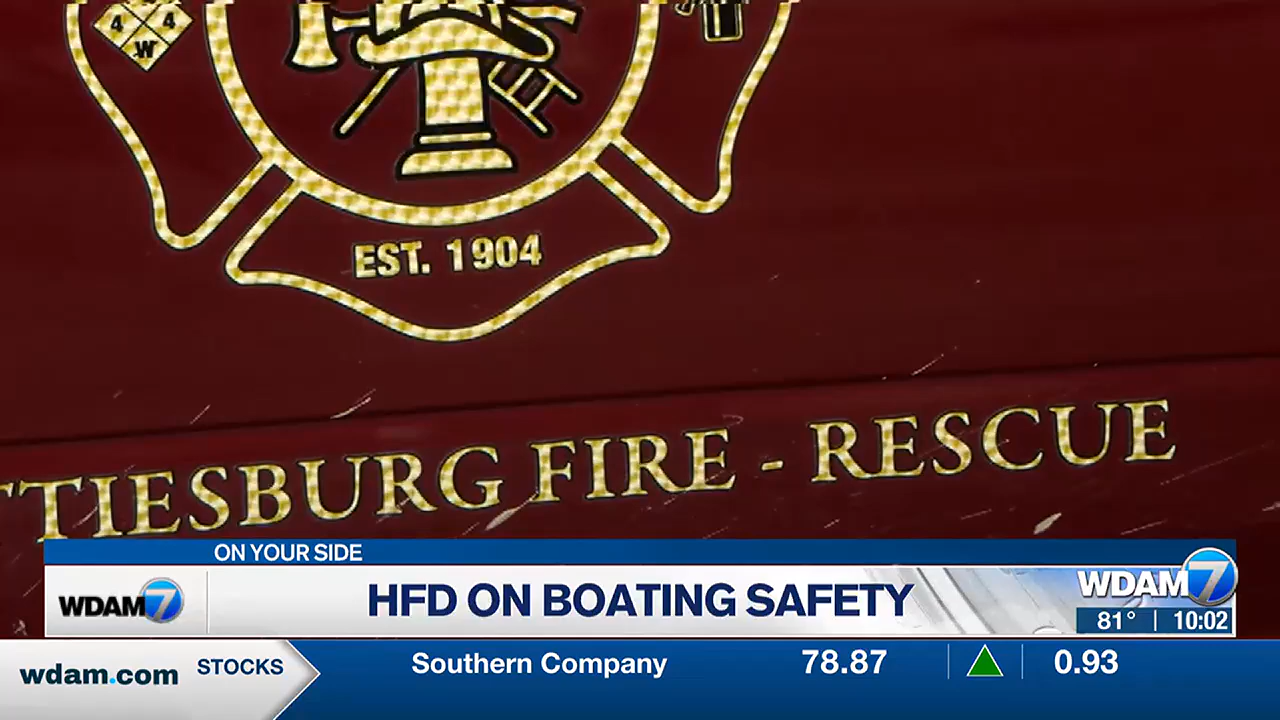 4 4
W
EST. 1904
TIESBURG FIRE - RESCUE
ON YOUR SIDE
WDAM7 HFD ON BOATING SAFETY WDAM7
81° | 10:02
wdam.com STOCKS Southern Company 78.87 ▲ 0.93